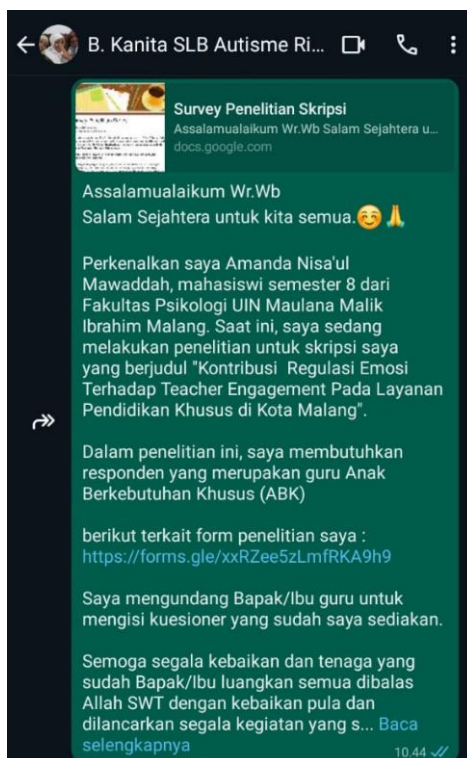 B. Kanita SLB Autisme Ri...
Survey Penelitian Skripsi
Assalamualaikum Wr.Wb Salam Sejahtera u...
docs.google.com
Assalamualaikum Wr.Wb
Salam Sejahtera untuk kita semua.😊🙏
Perkenalkan saya Amanda Nisa'ul
Mawaddah, mahasiswi semester 8 dari
Fakultas Psikologi UIN Maulana Malik
Ibrahim Malang. Saat ini, saya sedang
melakukan penelitian untuk skripsi saya
yang berjudul "Kontribusi Regulasi Emosi
Terhadap Teacher Engagement Pada Layanan
Pendidikan Khusus di Kota Malang".
Dalam penelitian ini, saya membutuhkan
responden yang merupakan guru Anak
Berkebutuhan Khusus (ABK)
berikut terkait form penelitian saya :
https://forms.gle/xxRZee5zLmfRKA9h9
Saya mengundang Bapak/Ibu guru untuk
mengisi kuesioner yang sudah saya sediakan.
Semoga segala kebaikan dan tenaga yang
sudah Bapak/Ibu luangkan semua dibalas
Allah SWT dengan kebaikan pula dan
dilancarkan segala kegiatan yang s... Baca
selengkapnya
10.44